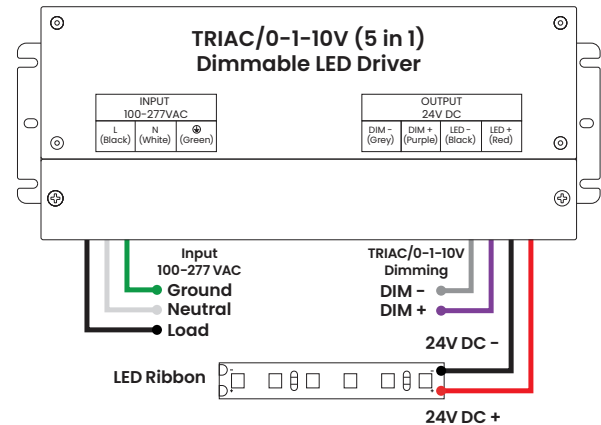 TRIAC/0-1-10V (5 in 1)
Dimmable LED Driver
INPUT
100-277VAC
L
(Black)
N
(White)
(Green)
OUTPUT
24V DC
DIM -
(Grey)
DIM +
(Purple)
LED -
(Black)
LED +
(Red)
Input
100-277 VAC
Ground
Neutral
Load
TRIAC/0-1-10V
Dimming
DIM -
DIM +
24V DC -
LED Ribbon
-
+
-
+
24V DC +